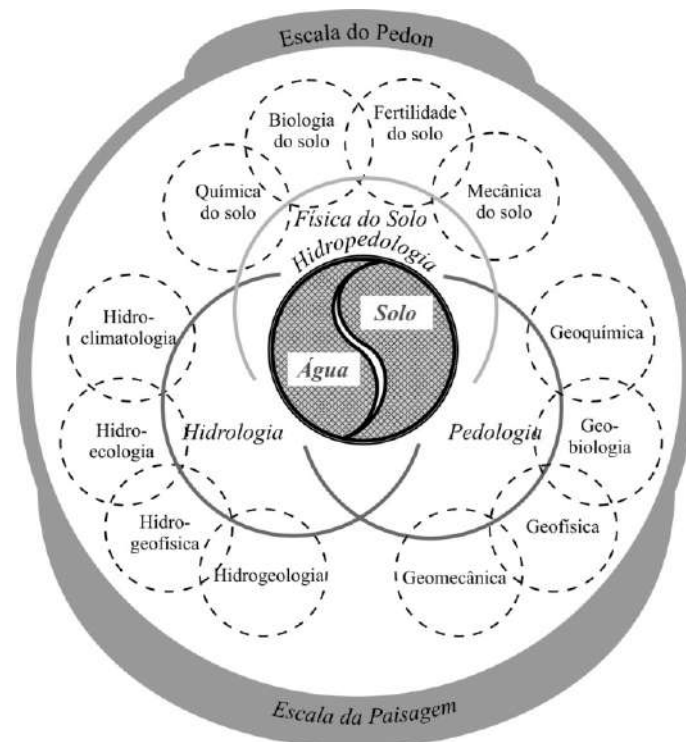 Escala do Pedon
Biologia
do solo
Fertilidade
do solo
Química
do solo
Mecânica
do solo
Física do Solo
Hidropedologia
Solo
Água
Hidro-
climatologia
Geoquímica
Hidro-
ecologia
Hidrologia
Pedologia
Geo-
biologia
Hidro-
geofísica
Geofísica
Hidrogeologia
Geomecânica
Escala da Paisagem